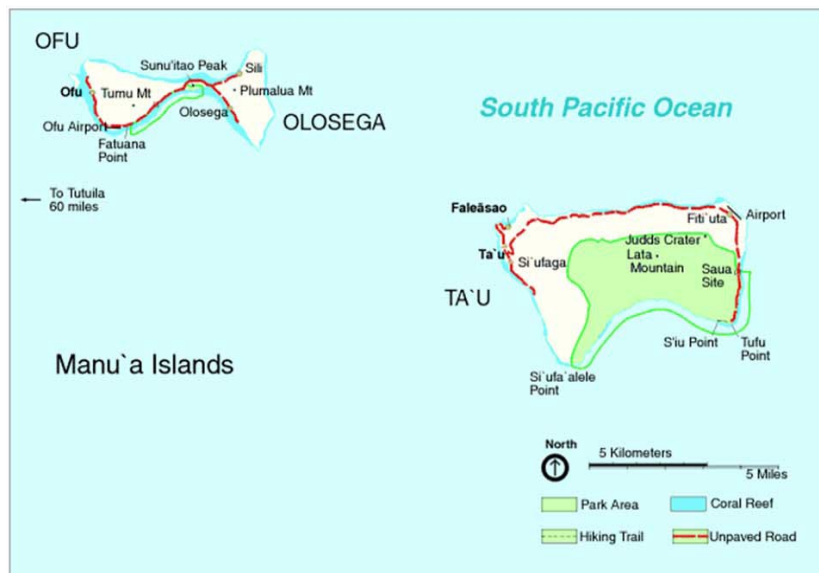 OFU
Sunu'itao Peak
Sili
Ofu
Tumu Mt
Plumalua Mt
Olosega
Ofu Airport
OLOSEGA
Fatuana
Point
South Pacific Ocean
To Tutuila
60 miles
Faleāsao
Fiti`uta
Airport
Judds Crater
Ta`u
Si`ufaga
Lata
Mountain
Saua
Site
TA`U
S'iu Point
Tufu
Point
Manu`a Islands
Si`ufa`alele
Point
North
5 Kilometers
5 Miles
Park Area
Coral Reef
Hiking Trail
Unpaved Road